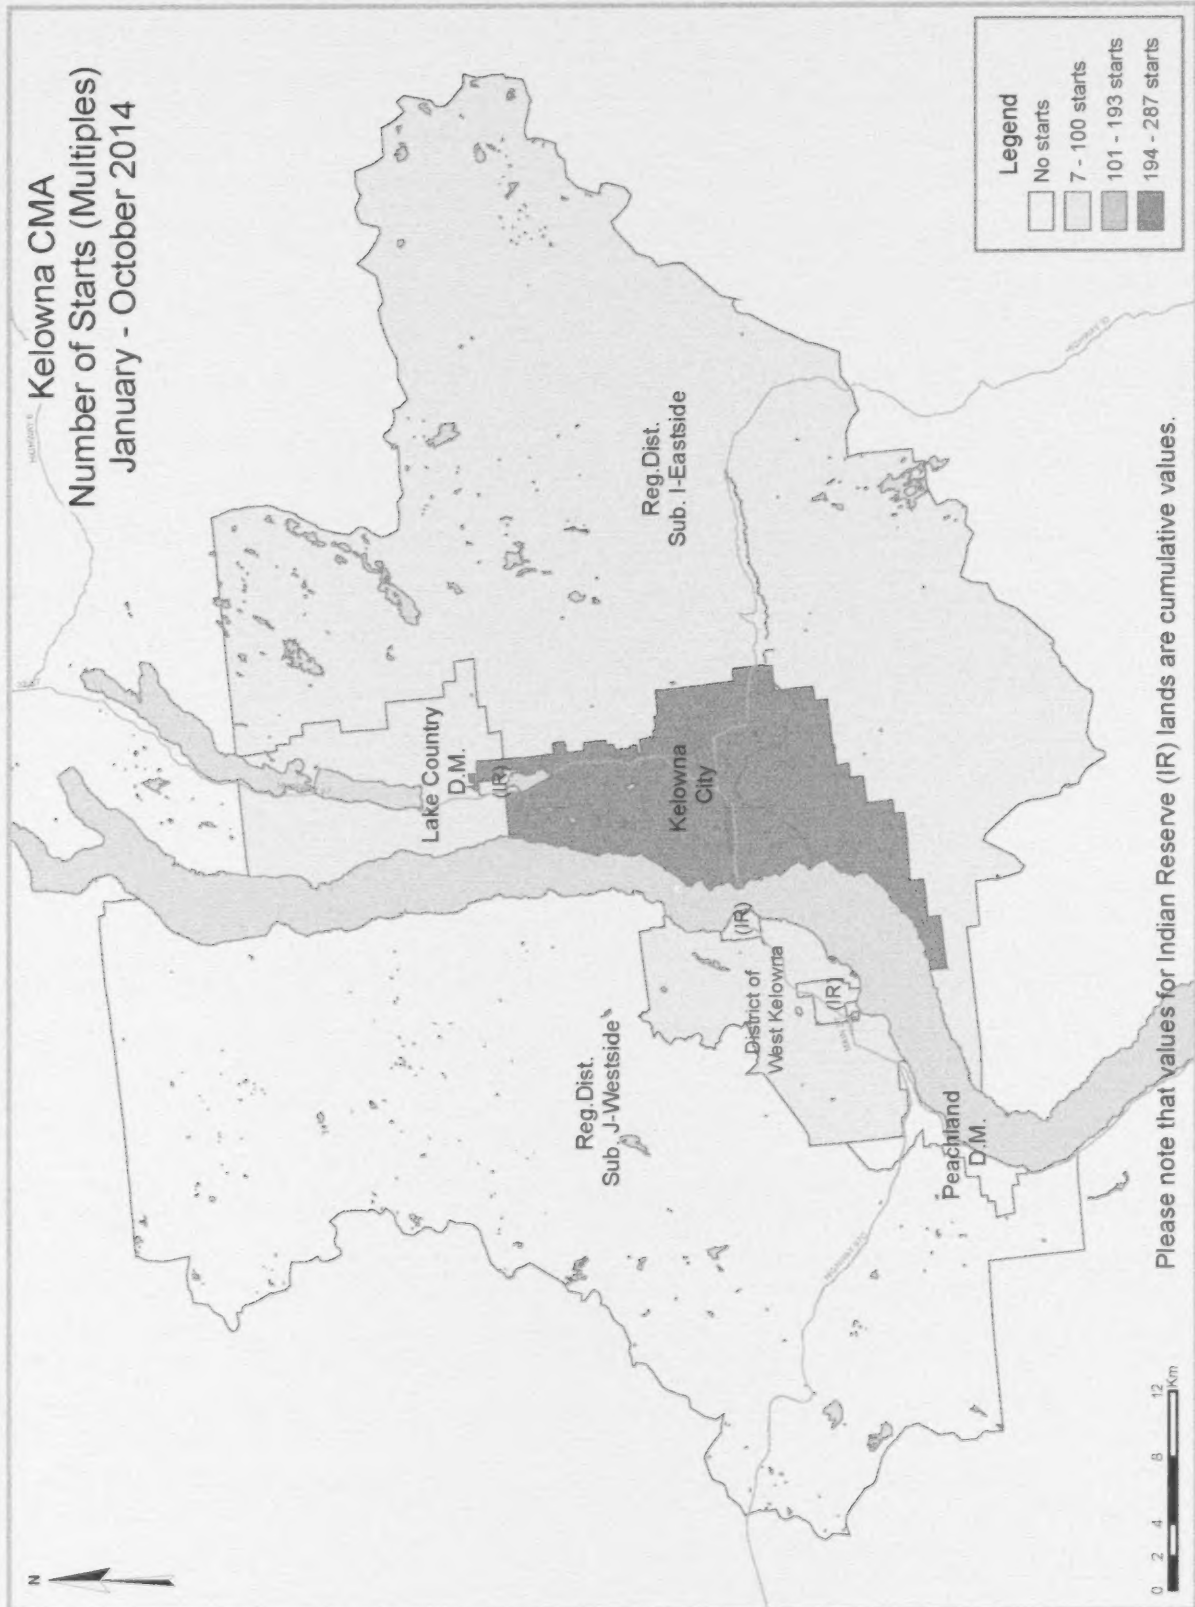 Kelowna CMA
Number of Starts (Multiples)
January - October 2014
N
Lake Country
D.M.
(IR)
Reg.Dist.
Sub. I-Eastside
Kelowna
City
Reg.Dist.
Sub. J-Westside
(IR)
District of
West Kelowna
(IR)
Peachland
D.M.
Legend
No starts
7 - 100 starts
101 - 193 starts
194 - 287 starts
0 2 4 8 12
Km
Please note that values for Indian Reserve (IR) lands are cumulative values.